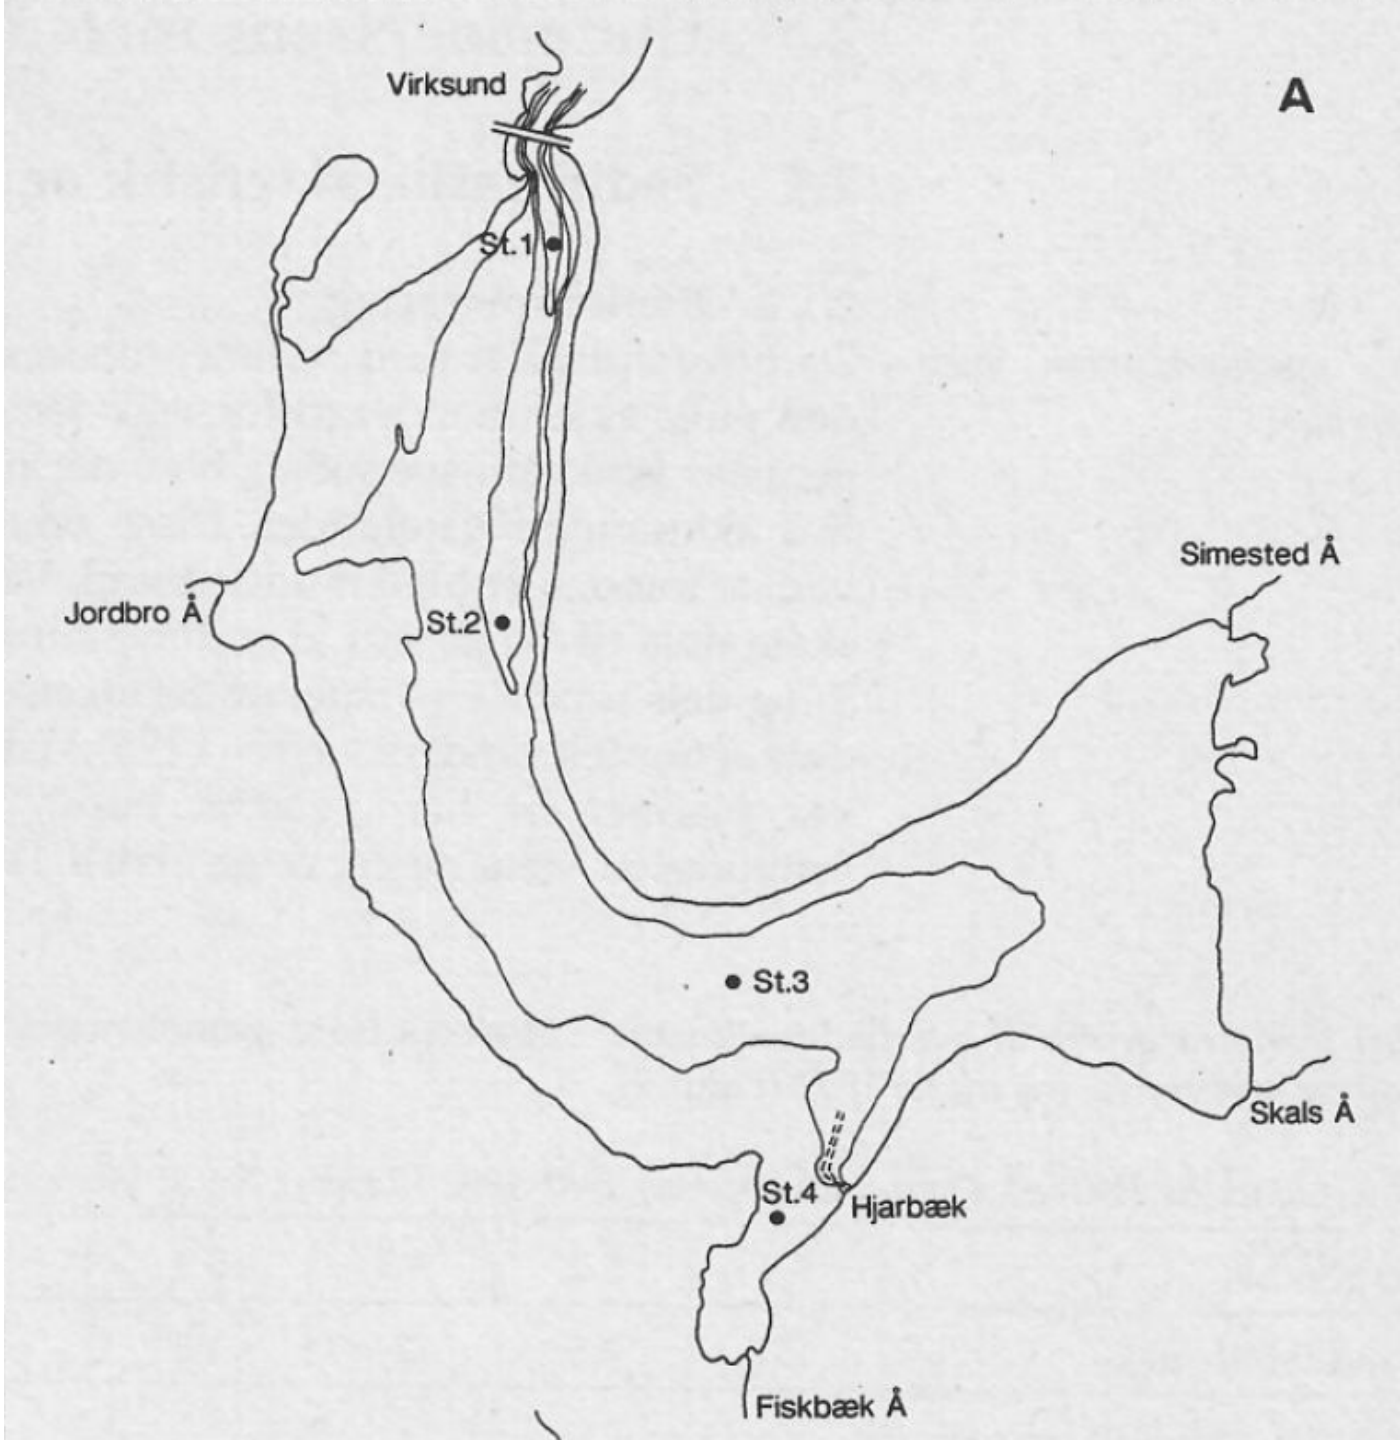 Virksund
A
St.1
Simested Å
Jordbro Å
St.2
St.3
Skals Å
St.4
Hjarbæk
Fiskbæk Å